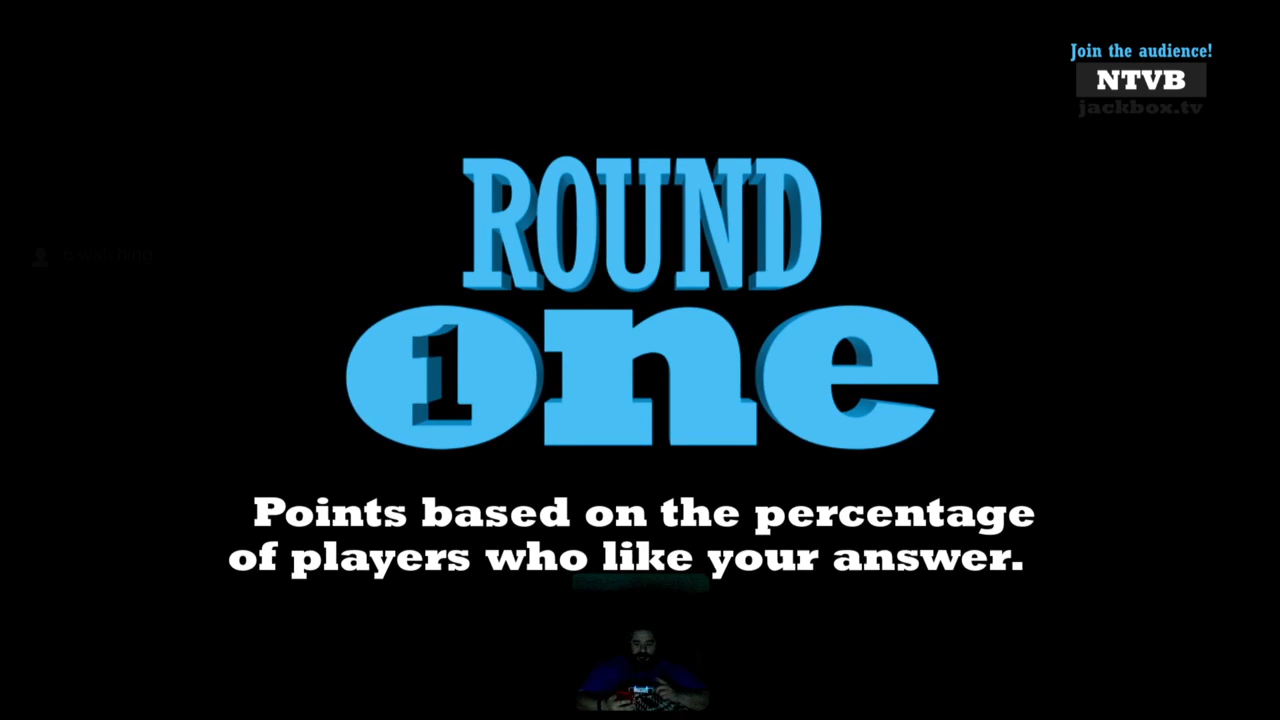 Join the audience!
NTVB
jackbox.tv
ROUND
One
1
Points based on the percentage
of players who like your answer.